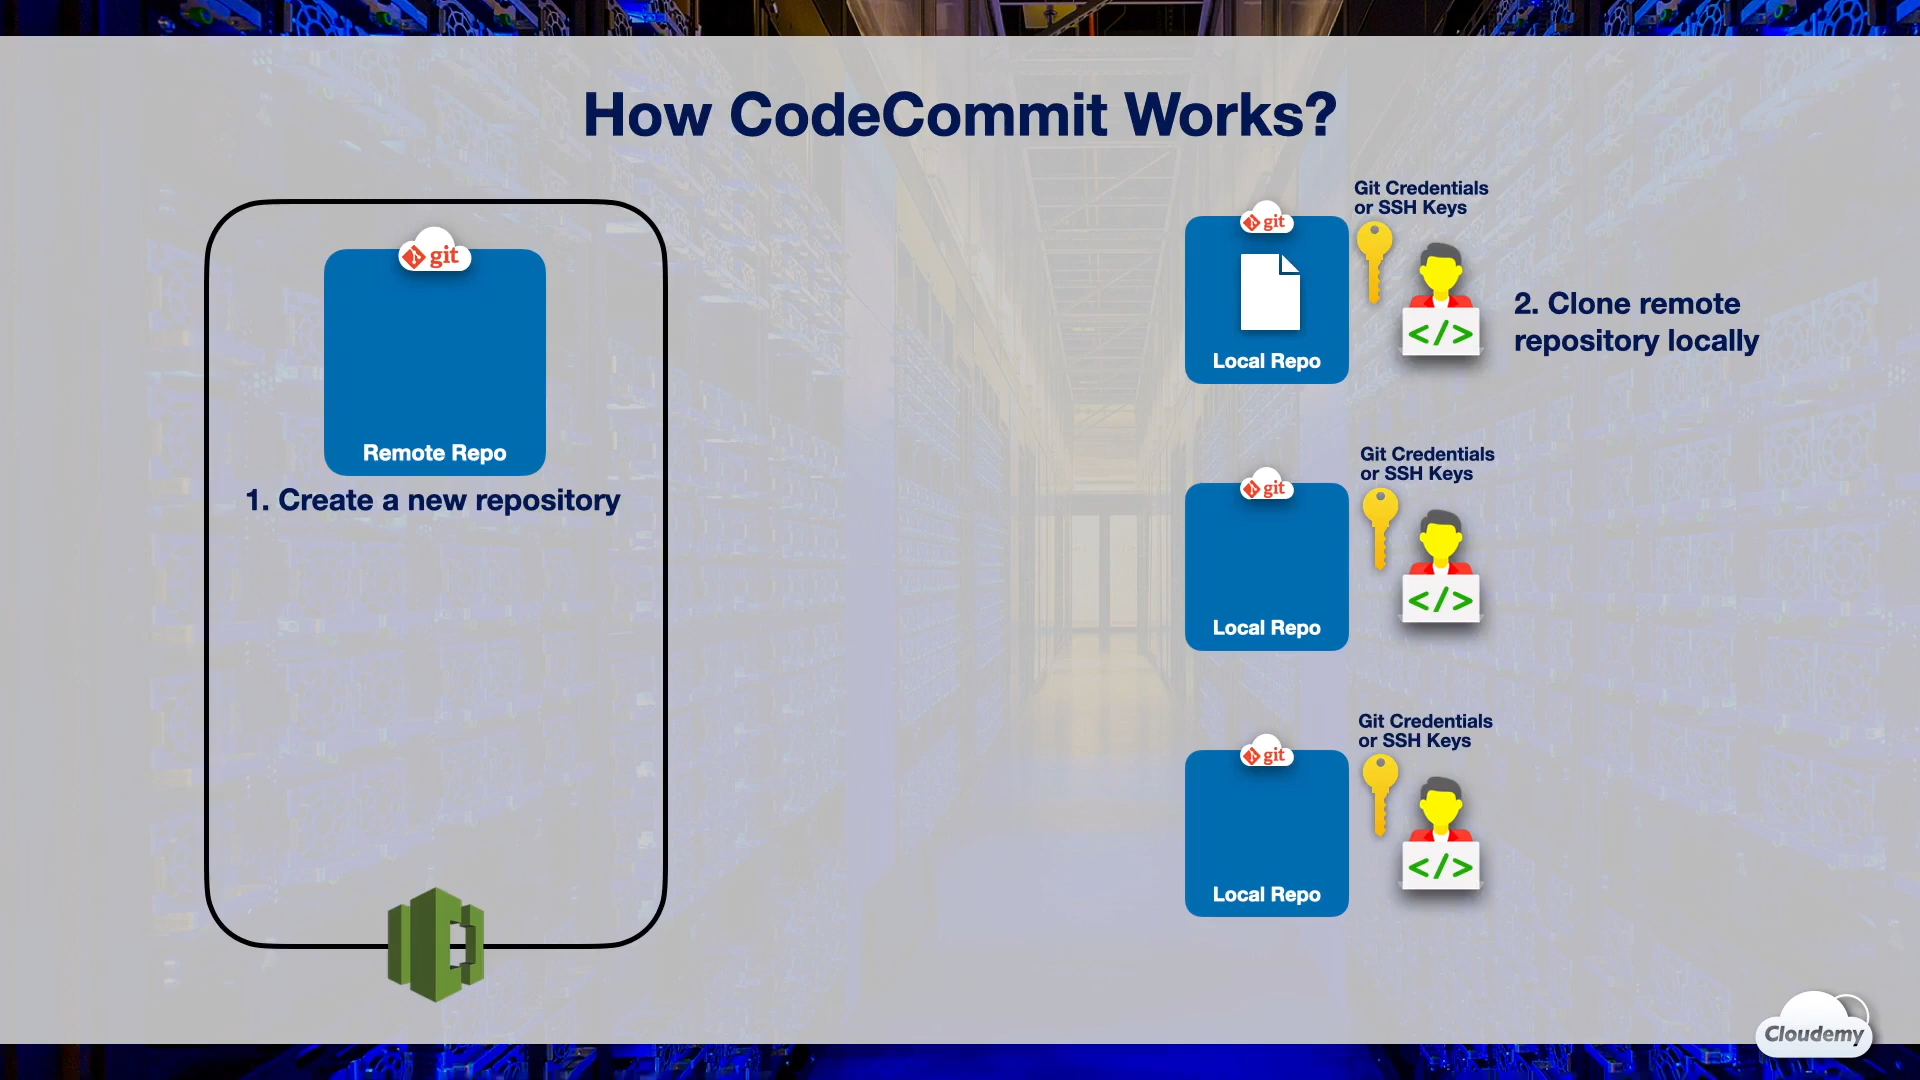 How CodeCommit Works?
git
Remote Repo
1. Create a new repository
Git Credentials
or SSH Keys
git
Local Repo
</>
2. Clone remote
repository locally
Git Credentials
or SSH Keys
git
Local Repo
</>
Git Credentials
or SSH Keys
git
Local Repo
</>
Cloudemy